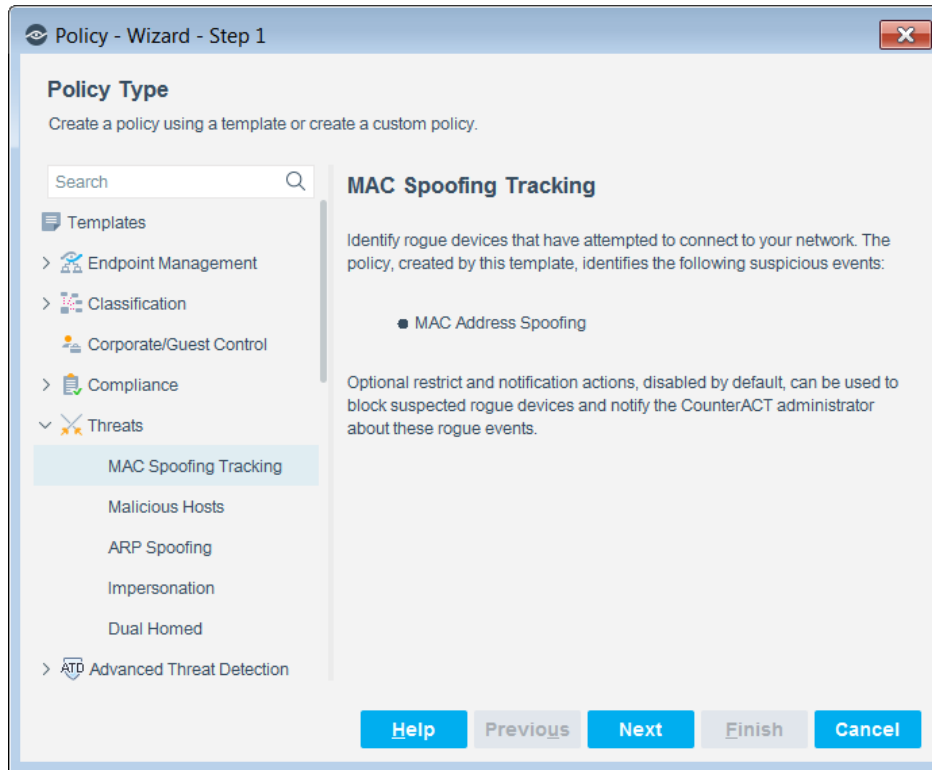 Policy - Wizard - Step 1
Policy Type
Create a policy using a template or create a custom policy.
Search
Templates
Endpoint Management
Classification
Corporate/Guest Control
Compliance
Threats
MAC Spoofing Tracking
Malicious Hosts
ARP Spoofing
Impersonation
Dual Homed
ATD Advanced Threat Detection
MAC Spoofing Tracking
Identify rogue devices that have attempted to connect to your network. The
policy, created by this template, identifies the following suspicious events:
● MAC Address Spoofing
Optional restrict and notification actions, disabled by default, can be used to
block suspected rogue devices and notify the CounterACT administrator
about these rogue events.
Help Previous Next Finish Cancel